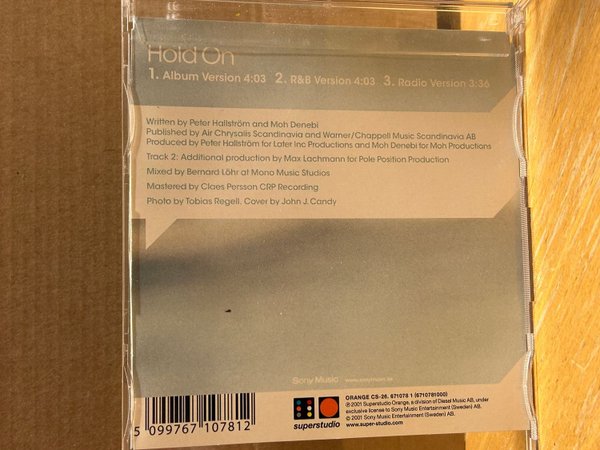 Hold On
1. Album Version 4:03 2. R&B Version 4:03 3. Radio Version 3:36
Written by Peter Hallström and Moh Denebi
Published by Air Chrysalis Scandinavia and Warner/Chappell Music Scandinavia AB
Produced by Peter Hallström for Later Inc Productions and Moh Denebi for Moh Productions
Track 2: Additional production by Max Lachmann for Pole Position Production
Mixed by Bernard Löhr at Mono Music Studios
Mastered by Claes Persson CRP Recording
Photo by Tobias Regell. Cover by John J. Candy
Sony Music www.sonymusic.se
ORANGE CS-26. 671078 1 (6710781000)
℗ 2001 Superstudio Orange, a division of Diesel Music AB, under
exclusive license to Sony Music Entertainment (Sweden) AB.
© 2001 Sony Music Entertainment (Sweden) AB.
www.super-studio.com
superstudio
5 099767 107812